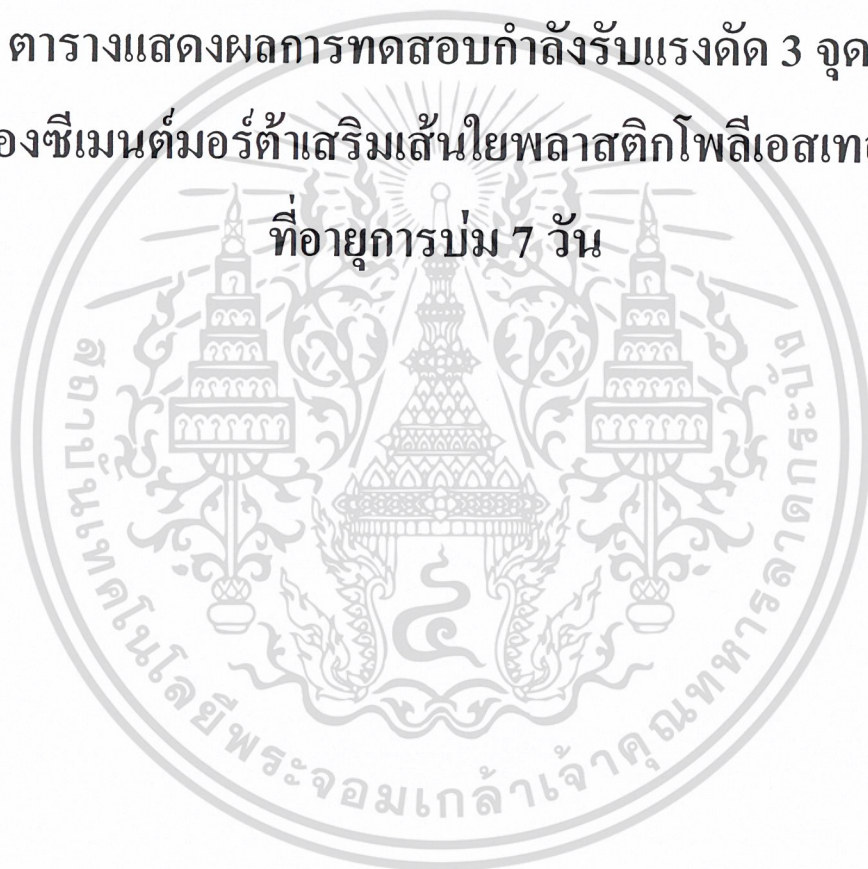 ตารางแสดงผลการทดสอบกำลังรับแรงดัด 3 จุด
องซีเมนต์มอร์ต้าเสริมเส้นใยพลาสติกโพลีเอสเท
ที่อายุการบ่ม 7 วัน
สถาบันเทคโนโลยีพระจอมเกล้าเจ้าคุณทหารลาดกระบัง